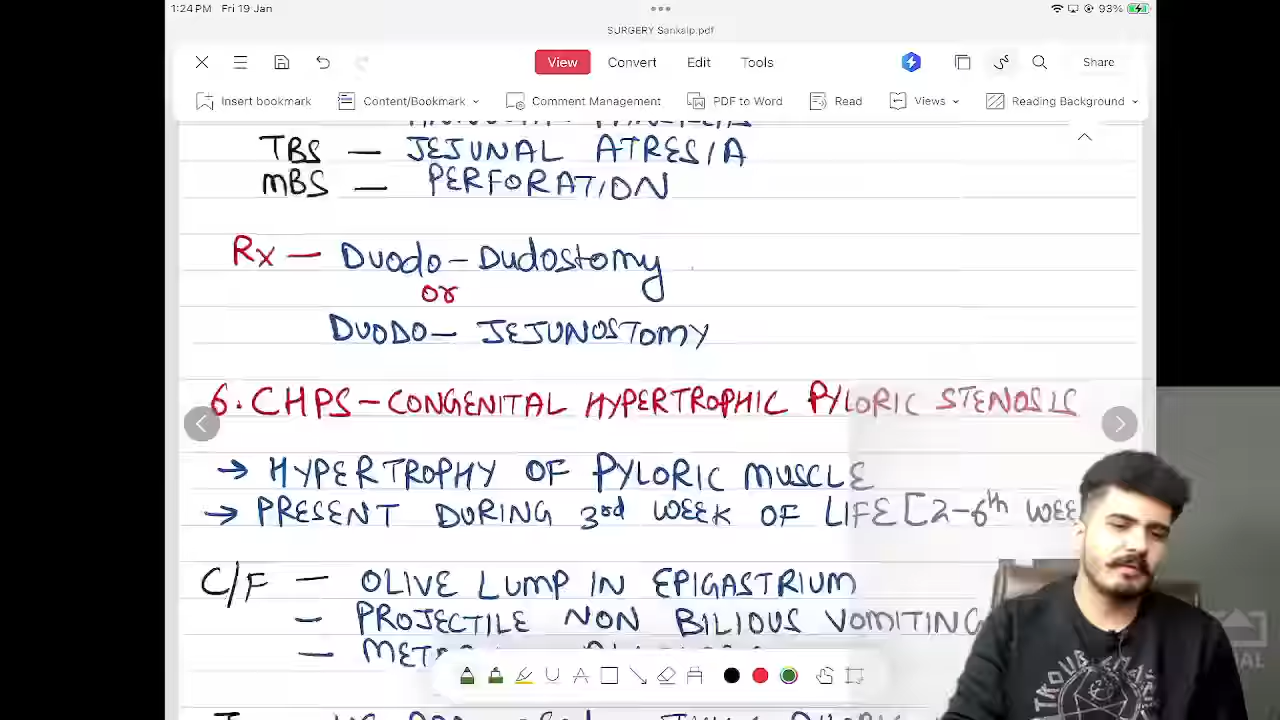 1:24 PM Fri 19 Jan
93%
SURGERY Sankalp.pdf
View Convert Edit Tools Share
Insert bookmark Content/Bookmark Comment Management PDF to Word Read Views Reading Background
TBS — JEJUNAL ATRESIA
MBS — PERFORATION
Rx — Duodo-Dudostomy
or
DUODO- JEJUNOSTOMY
6. CHPS - CONGENITAL HYPERTROPHIC PYLORIC STENOSIS
→ HYPERTROPHY OF PYLORIC MUSCLE
→ PRESENT DURING 3rd WEEK OF LIFE [2-6th WEE
C/F — OLIVE LUMP IN EPIGASTRIUM
— PROJECTILE NON BILIOUS VOMITING